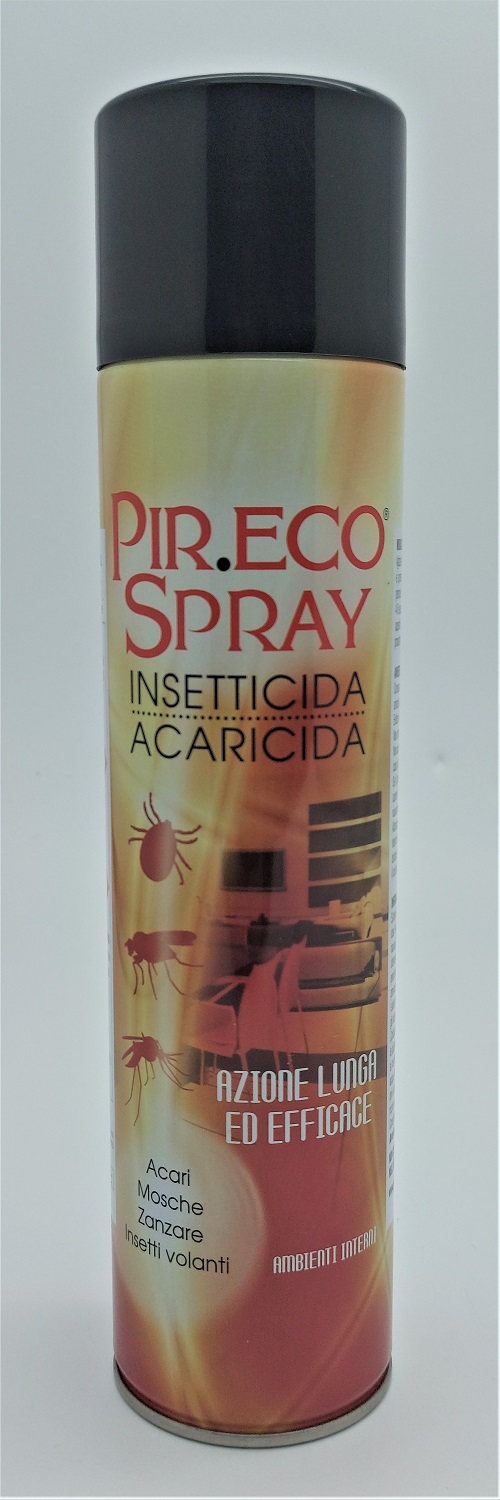 PIR.ECO®
SPRAY
INSETTICIDA
ACARICIDA
AZIONE LUNGA
ED EFFICACE
Acari
Mosche
Zanzare
Insetti volanti
AMBIENTI INTERNI